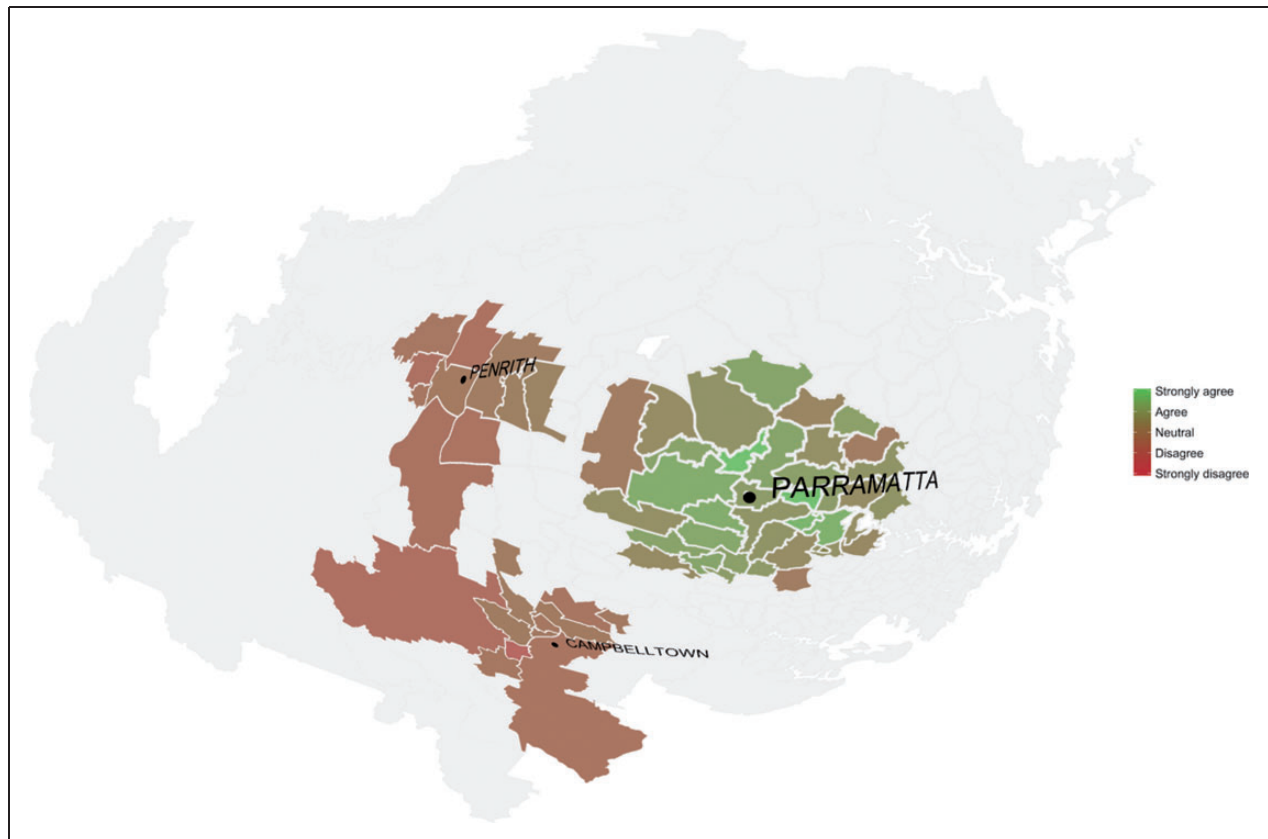 PENRITH
Strongly agree
Agree
Neutral
Disagree
Strongly disagree
PARRAMATTA
CAMPBELLTOWN